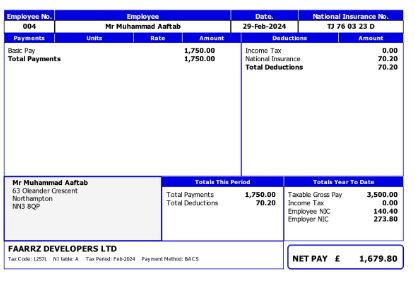 Employee No. Employee Date. National Insurance No.
004 Mr Muhammad Aaftab 29-Feb-2024 TJ 76 03 23 D
Payments Units Rate Amount Deductions Amount
Basic Pay 1,750.00 Income Tax 0.00
Total Payments 1,750.00 National Insurance 70.20
Total Deductions 70.20
Mr Muhammad Aaftab
63 Oleander Crescent
Northampton
NN3 8QP
Totals This Period
Total Payments 1,750.00
Total Deductions 70.20
Totals Year To Date
Taxable Gross Pay 3,500.00
Income Tax 0.00
Employee NIC 140.40
Employer NIC 273.80
FAARRZ DEVELOPERS LTD
Tax Code: 1257L NI Table: A Tax Period: Feb-2024 Payment Method: BACS
NET PAY £ 1,679.80